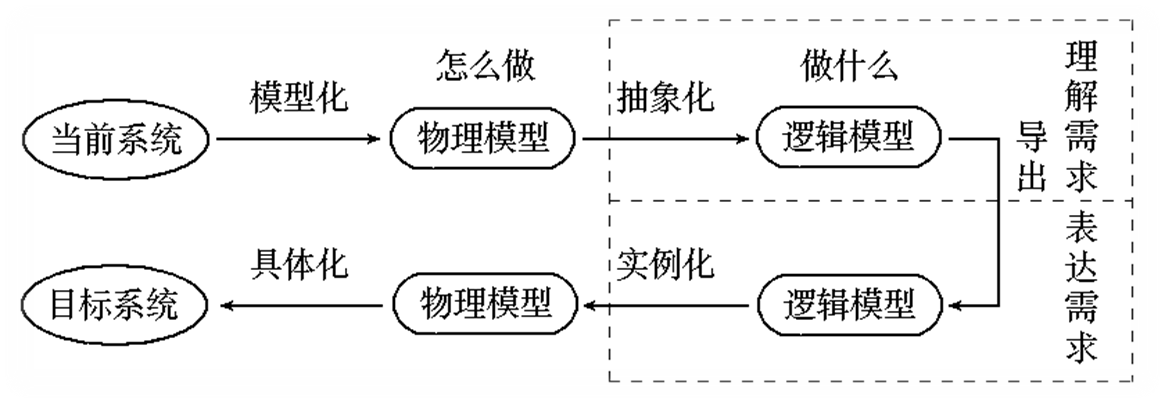 怎么做
做什么
模型化
抽象化
当前系统
物理模型
逻辑模型
导出
理解需求
具体化
实例化
目标系统
物理模型
逻辑模型
表达需求